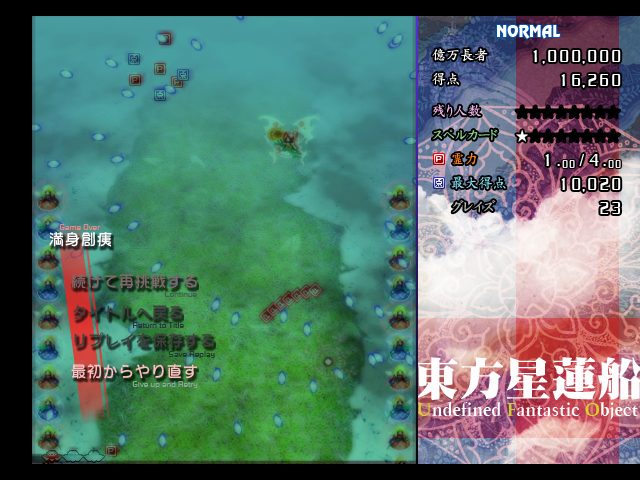 NORMAL
億万長者 1,000,000
得点 16,260
残り人数
スペルカード
P 霊力 1.00/4.00
点 最大得点 10,020
グレイズ 23
Game Over
満身創痍
続けて再挑戦する
Continue
タイトルへ戻る
Return to Title
リプレイを保存する
Save Replay
最初からやり直す
Give up and Retry
東方星蓮船
Undefined Fantastic Object